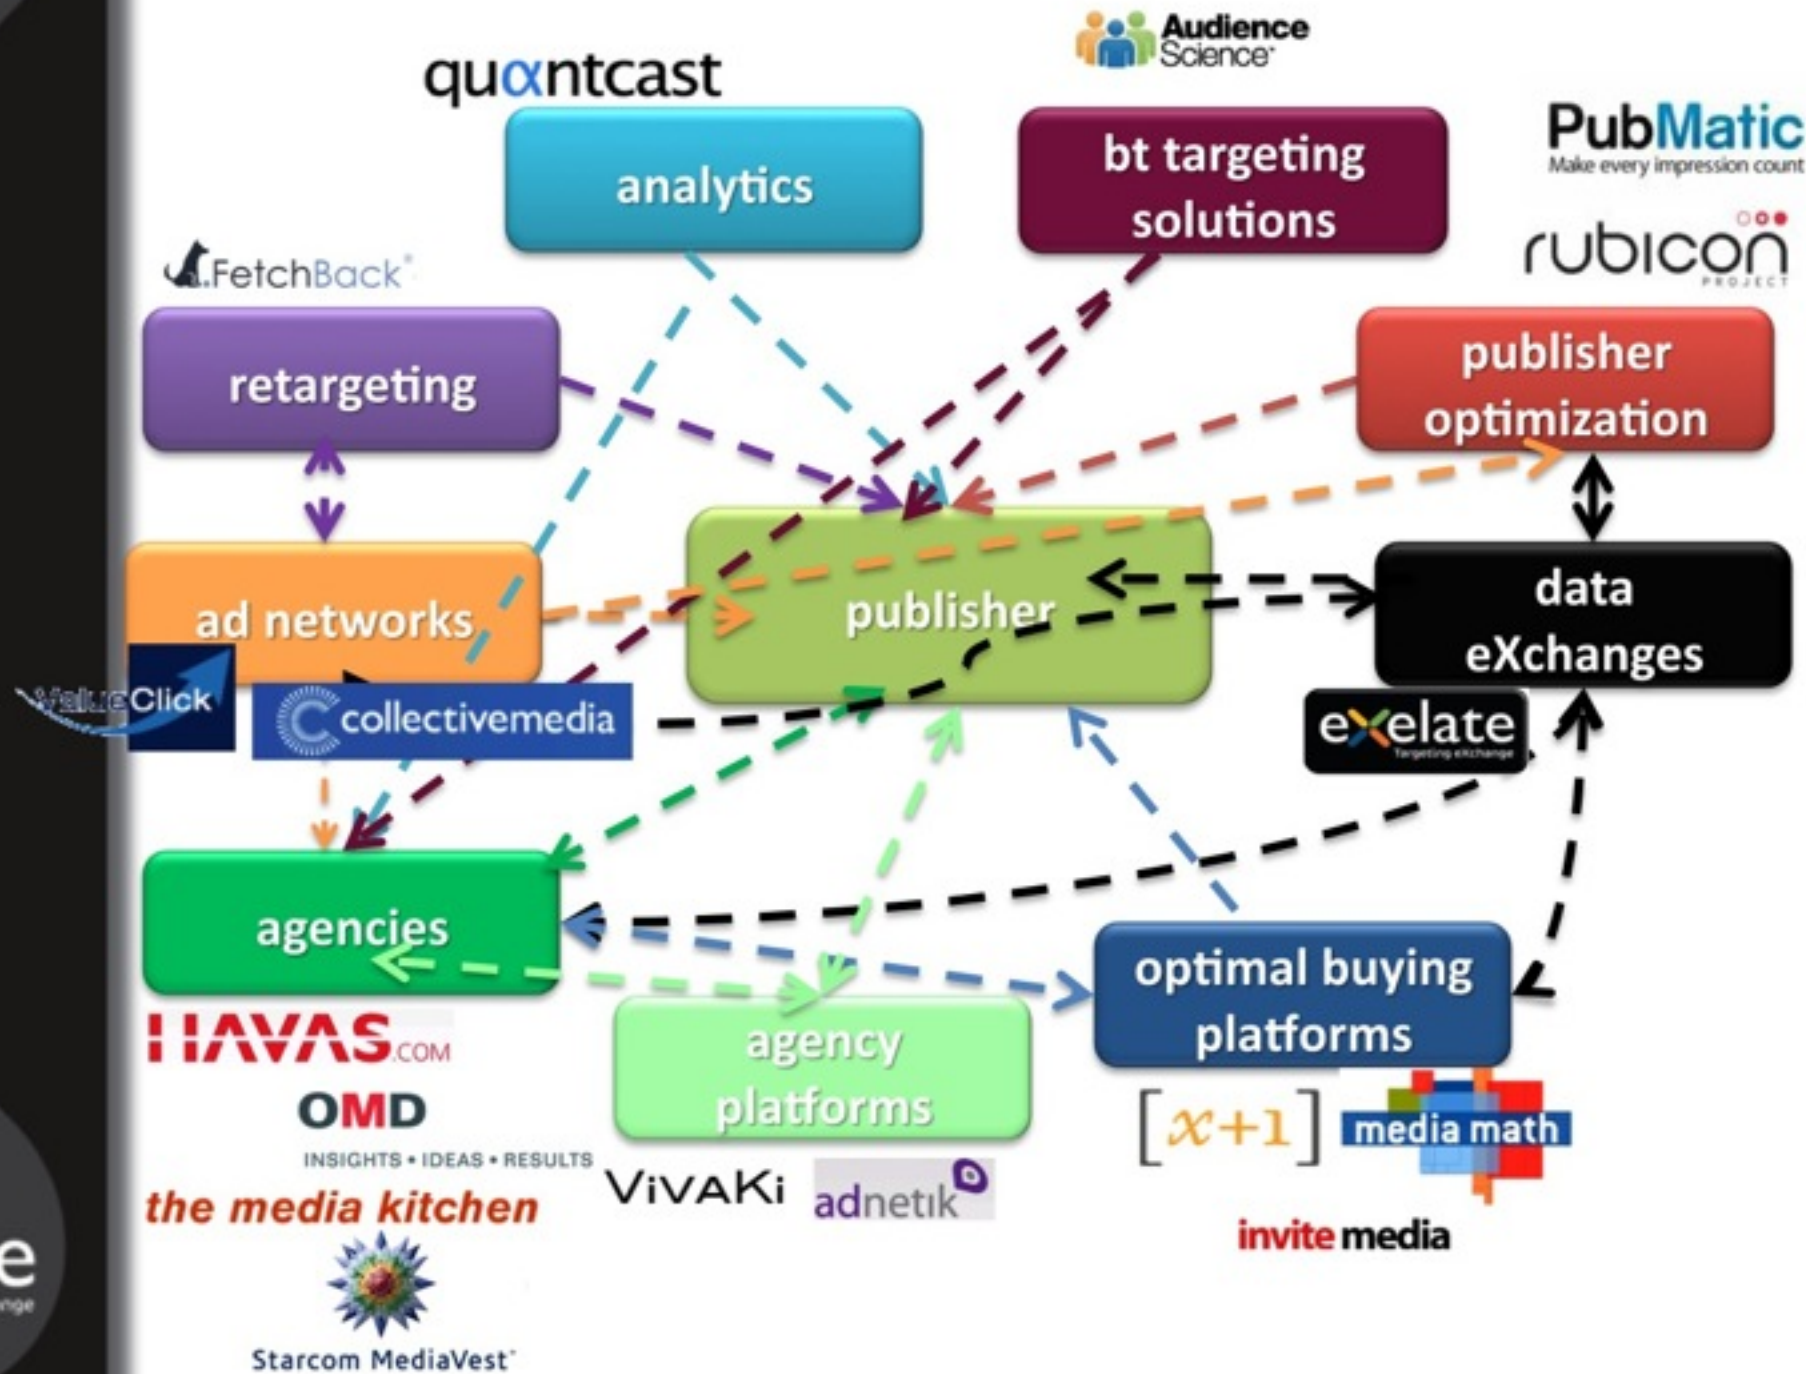 Audience
Science
quantcast
PubMatic
Make every impression count
analytics
bt targeting
solutions
rubicon
PROJECT
FetchBack
retargeting
publisher
optimization
ad networks
publisher
data
eXchanges
ValueClick
collectivemedia
eXelate
Targeting eXchange
agencies
optimal buying
platforms
agency
platforms
HAVAS.COM
OMD
INSIGHTS • IDEAS • RESULTS
[x+1]
media math
the media kitchen
ViVAKi
adnetik
invite media
Starcom MediaVest